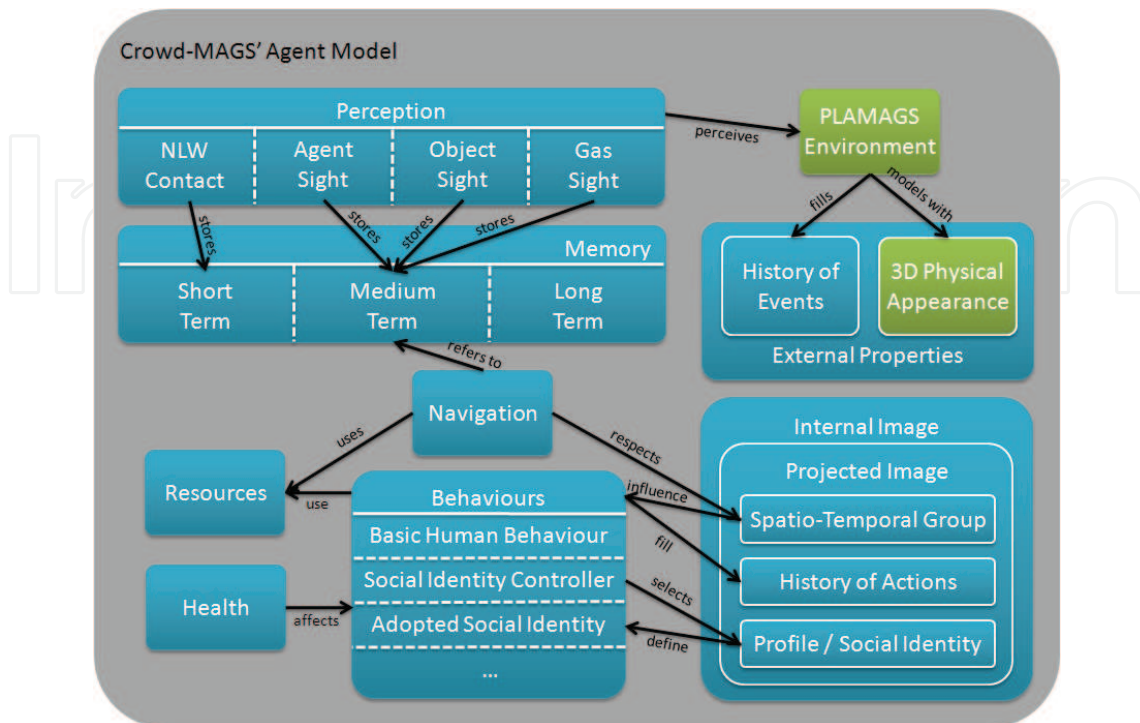 Crowd-MAGS' Agent Model
Perception
NLW
Contact
Agent
Sight
Object
Sight
Gas
Sight
perceives
PLAMAGS
Environment
stores
stores
stores
stores
fills
models with
Memory
Short
Term
Medium
Term
Long
Term
History of
Events
3D Physical
Appearance
External Properties
refers to
Navigation
uses
respects
Internal Image
Projected Image
Resources
use
Behaviours
influence
Spatio-Temporal Group
Basic Human Behaviour
fill
Social Identity Controller
selects
History of Actions
Health
affects
Adopted Social Identity
define
Profile / Social Identity
...